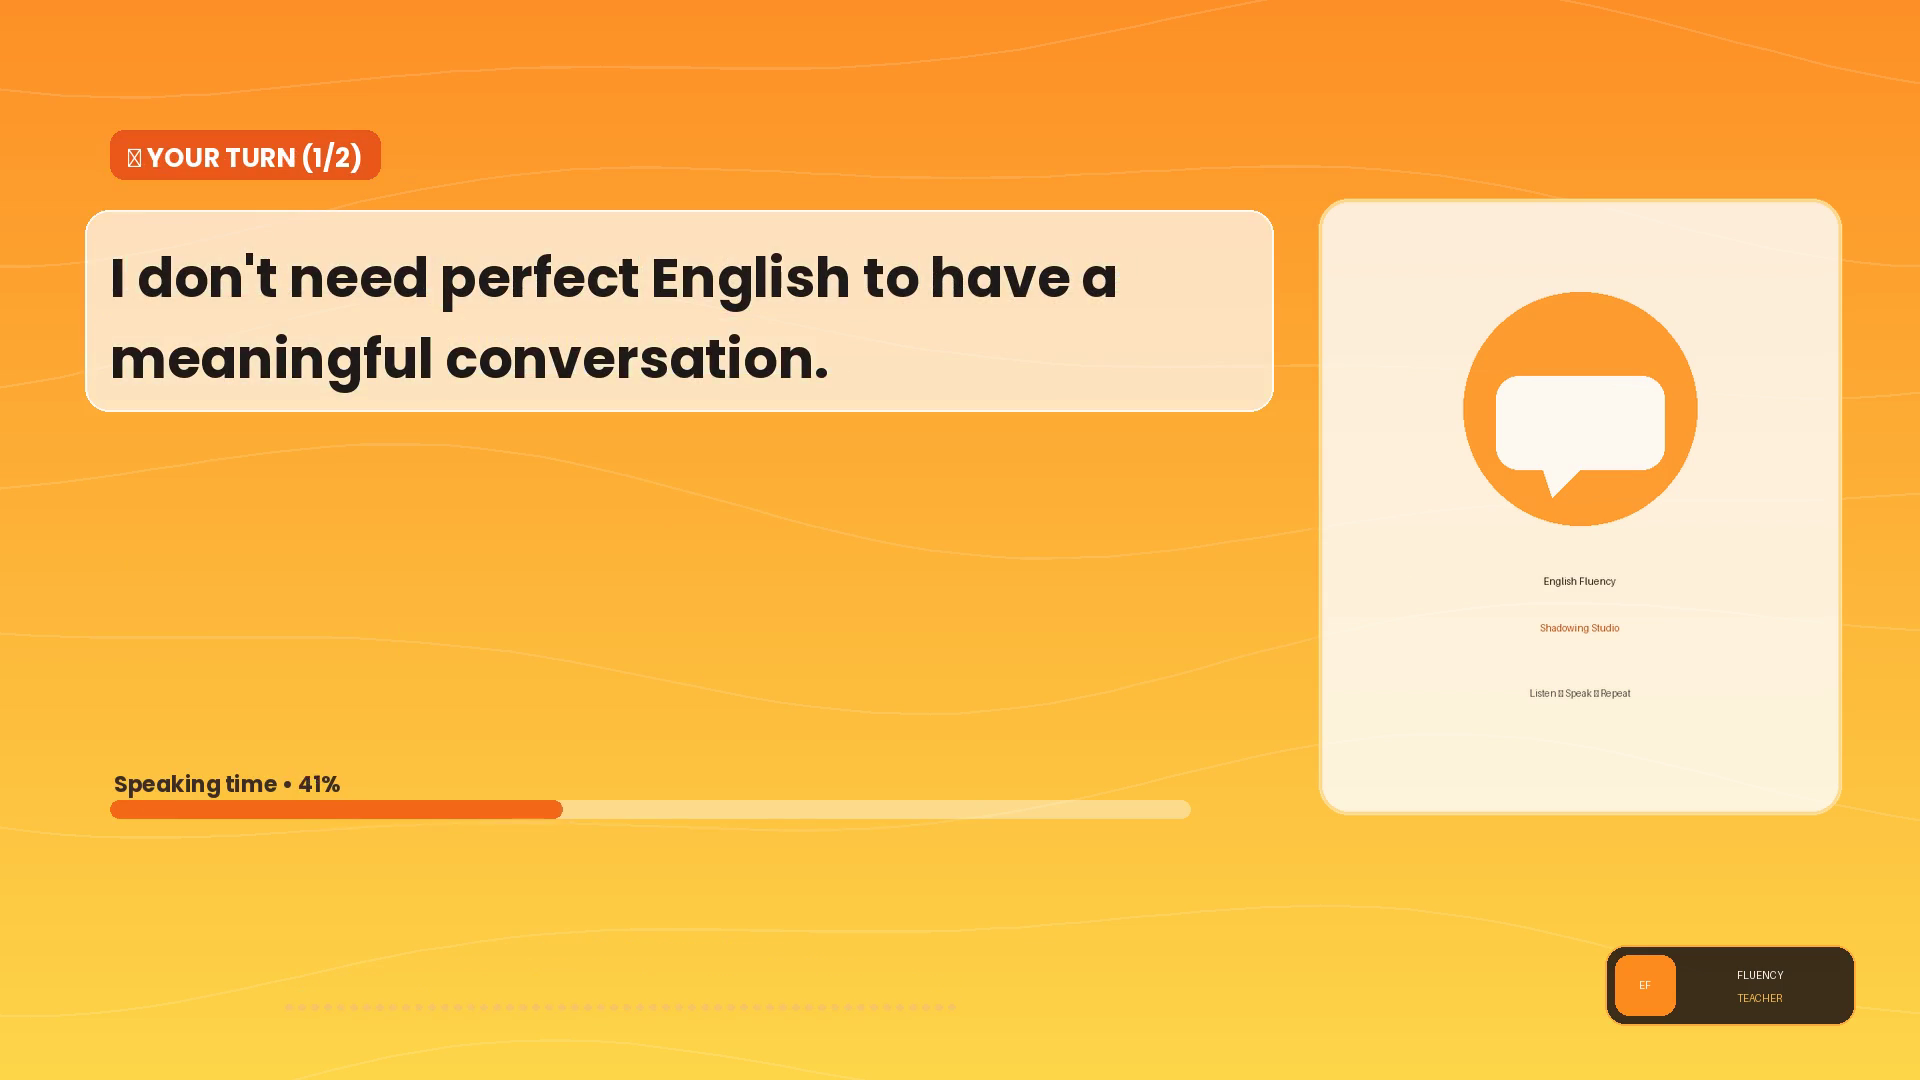 YOUR TURN (1/2)
I don't need perfect English to have a
meaningful conversation.
English Fluency
Shadowing Studio
Listen Speak Repeat
Speaking time • 41%
EF
FLUENCY
TEACHER